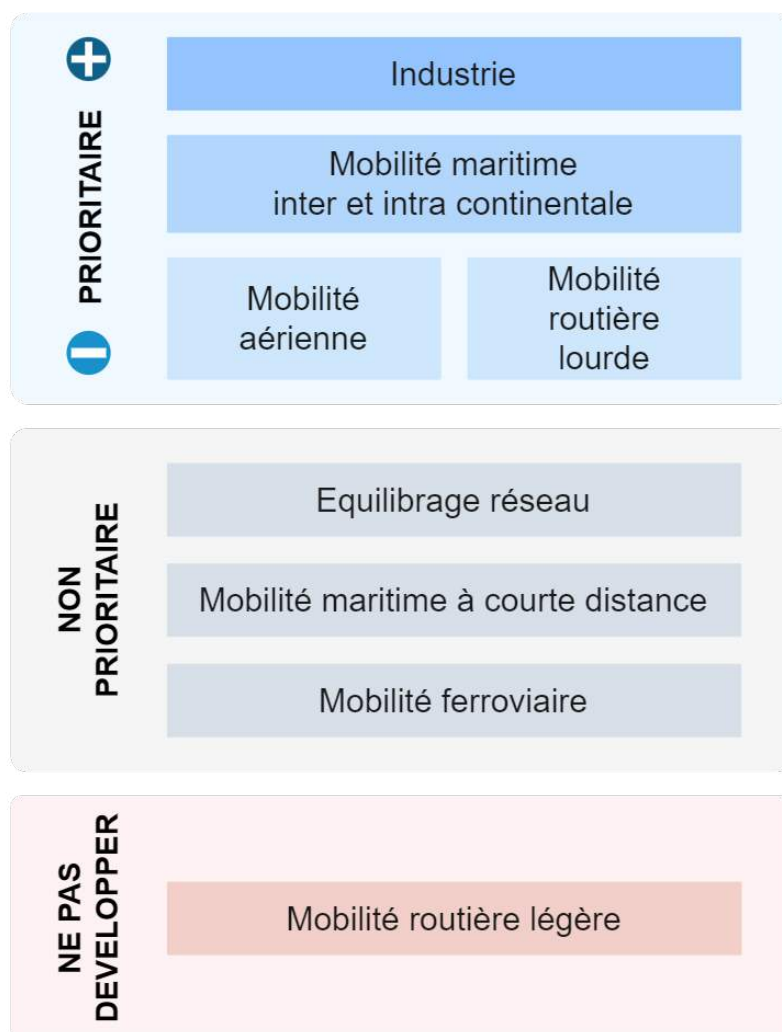 PRIORITAIRE
Industrie
Mobilité maritime
inter et intra continentale
Mobilité
aérienne
Mobilité
routière
lourde
NON
PRIORITAIRE
Equilibrage réseau
Mobilité maritime à courte distance
Mobilité ferroviaire
NE PAS
DEVELOPPER
Mobilité routière légère